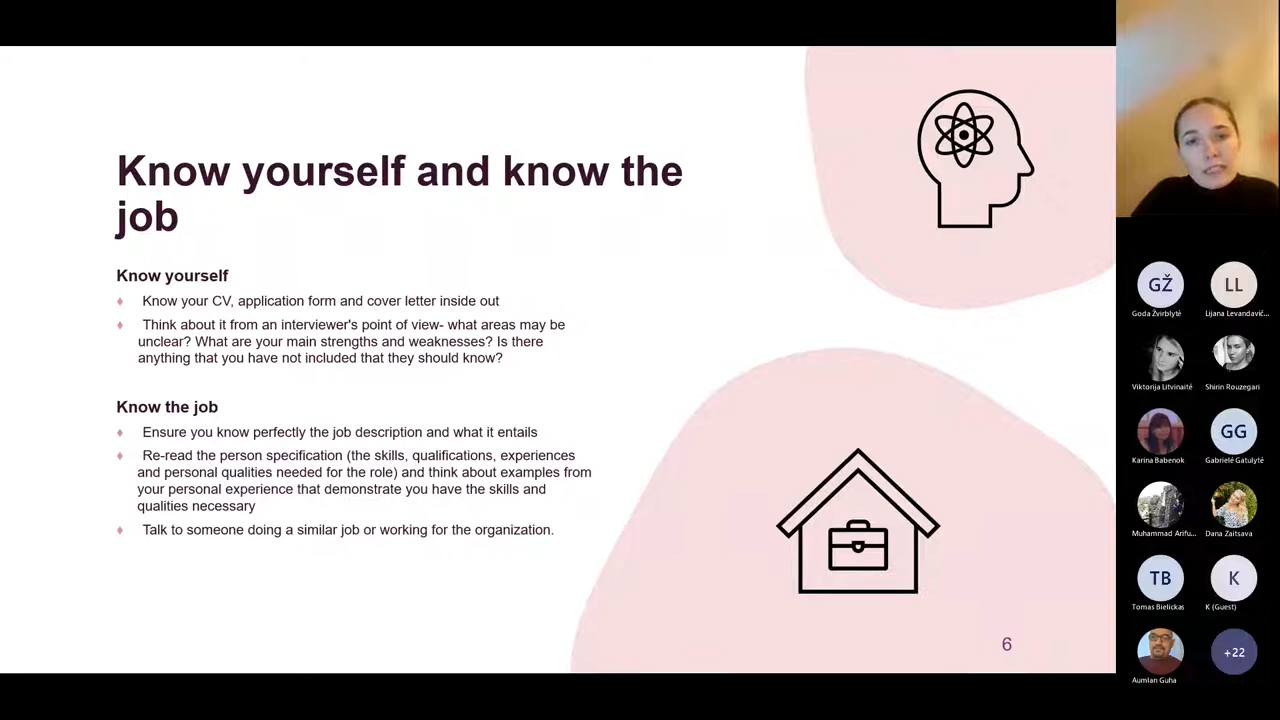 Know yourself and know the
job
Know yourself
♦ Know your CV, application form and cover letter inside out
♦ Think about it from an interviewer's point of view- what areas may be
unclear? What are your main strengths and weaknesses? Is there
anything that you have not included that they should know?
Know the job
♦ Ensure you know perfectly the job description and what it entails
♦ Re-read the person specification (the skills, qualifications, experiences
and personal qualities needed for the role) and think about examples from
your personal experience that demonstrate you have the skills and
qualities necessary
♦ Talk to someone doing a similar job or working for the organization.
6
GŽ LL
Goda Žvirblytė Lijana Levandavič...
Viktorija Litvinaitė Shirin Rouzegari
GG
Karina Babenok Gabrielė Gatulytė
Muhammad Arifu... Dana Zaitsava
TB K
Tomas Bielickas K (Guest)
+22
Aumlan Guha